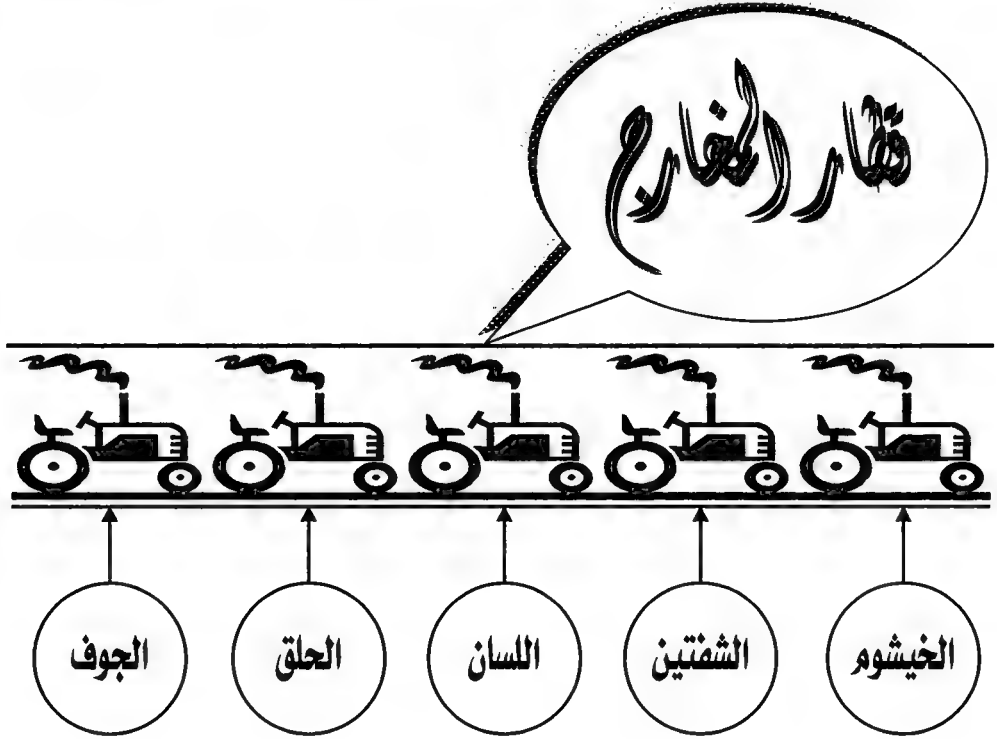 قطار المخارج
الخيشوم
الشفتين
اللسان
الحلق
الجوف